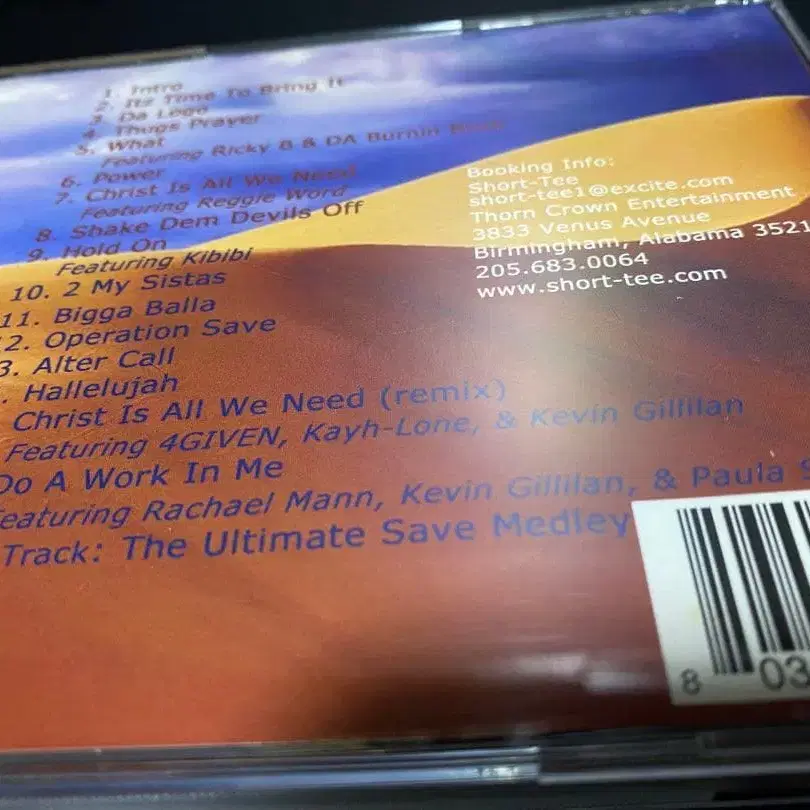 1. Intro
2. Itz Time To Bring It
3. Da Logo
4. Thugs Prayer
5. What
Featuring Ricky B & DA Burnin
6. Power
7. Christ Is All We Need
Featuring Reggie Word
8. Shake Dem Devils Off
9. Hold On
Featuring Kibibi
10. 2 My Sistas
11. Bigga Balla
2. Operation Save
3. Alter Call
. Hallelujah
Christ Is All We Need (remix)
Featuring 4GIVEN, Kayh-Lone, & Kevin Gillilan
Do A Work In Me
Featuring Rachael Mann, Kevin Gillilan, & Paula S
Track: The Ultimate Save Medley
Booking Info:
Short-Tee
short-tee1@excite.com
Thorn Crown Entertainment
3833 Venus Avenue
Birmingham, Alabama 3521
205.683.0064
www.short-tee.com
8 03